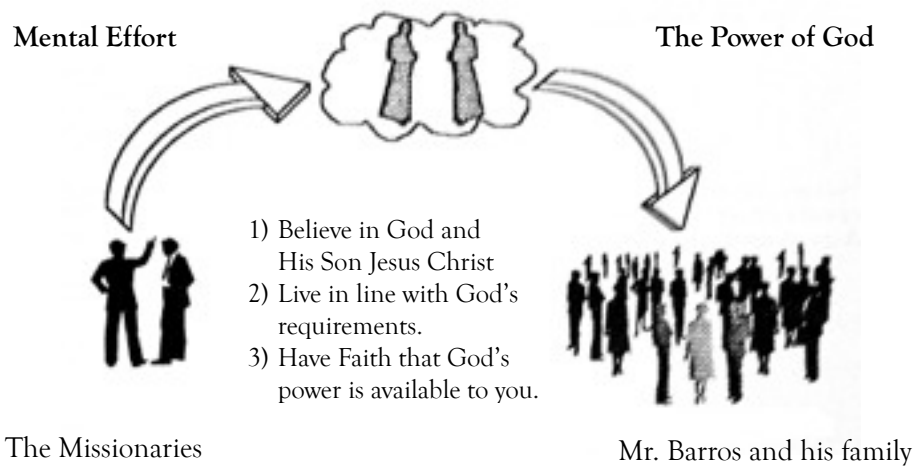 Mental Effort
The Power of God
1) Believe in God and
His Son Jesus Christ
2) Live in line with God's
requirements.
3) Have Faith that God's
power is available to you.
The Missionaries
Mr. Barros and his family